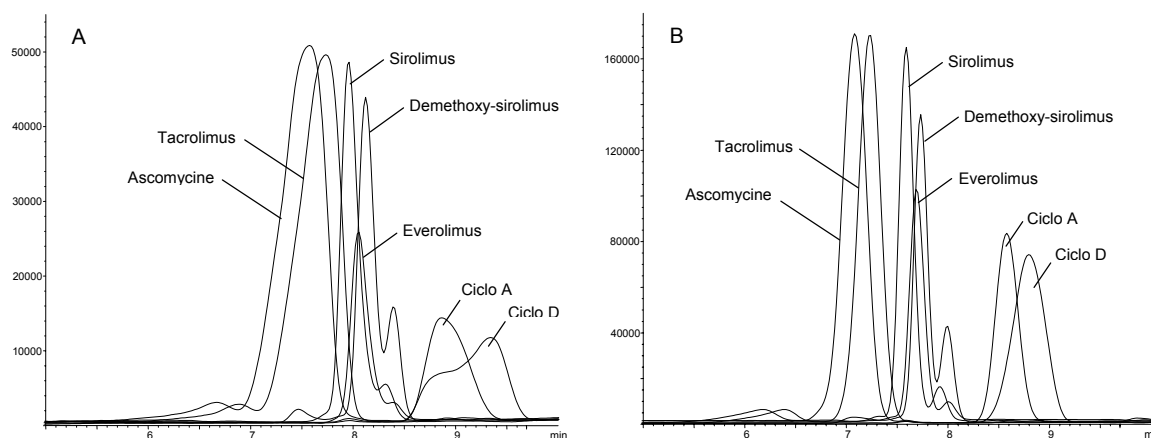 A
50000
40000
30000
20000
10000
Sirolimus
Demethoxy-sirolimus
Tacrolimus
Ascomycine
Everolimus
Ciclo A
Ciclo D
6
7
8
9
min
B
160000
120000
80000
40000
Sirolimus
Demethoxy-sirolimus
Tacrolimus
Everolimus
Ascomycine
Ciclo A
Ciclo D
6
7
8
9
m